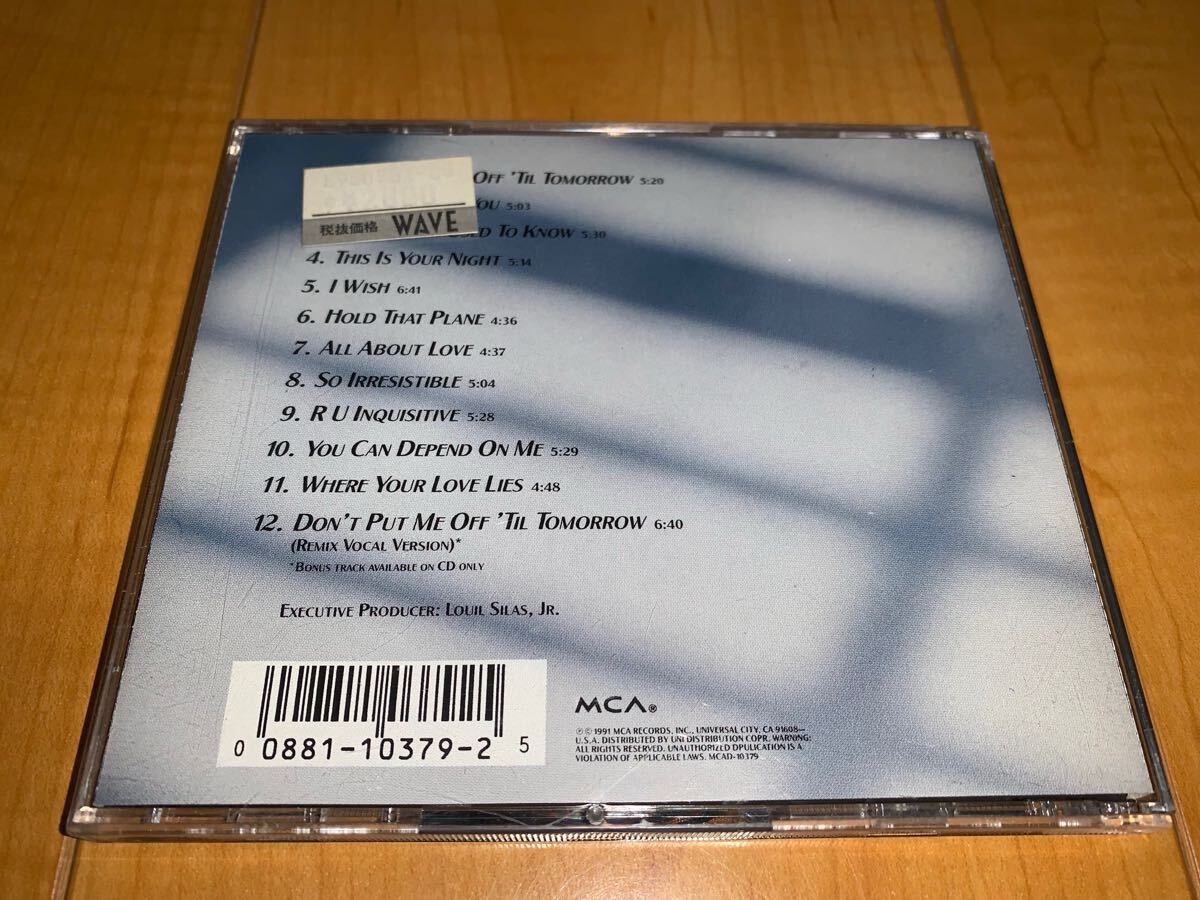 Off 'Til Tomorrow 5:20
You 5:03
Used To Know 5:30
税抜価格 WAVE
4. This Is Your Night 5:14
5. I Wish 6:41
6. Hold That Plane 4:36
7. All About Love 4:37
8. So Irresistible 5:04
9. R U Inquisitive 5:28
10. You Can Depend On Me 5:29
11. Where Your Love Lies 4:48
12. Don't Put Me Off 'Til Tomorrow 6:40
(Remix Vocal Version)*
*Bonus track available on CD only
Executive Producer: Louil Silas, Jr.
0 0881-10379-2 5
MCA®
℗ © 1991 MCA RECORDS, INC., UNIVERSAL CITY, CA 91608—
U.S.A. DISTRIBUTED BY UNI DISTRIBUTION COPR. WARNING:
ALL RIGHTS RESERVED. UNAUTHORIZED DPULICATION IS A
VIOLATION OF APPLICABLE LAWS. MCAD-10379